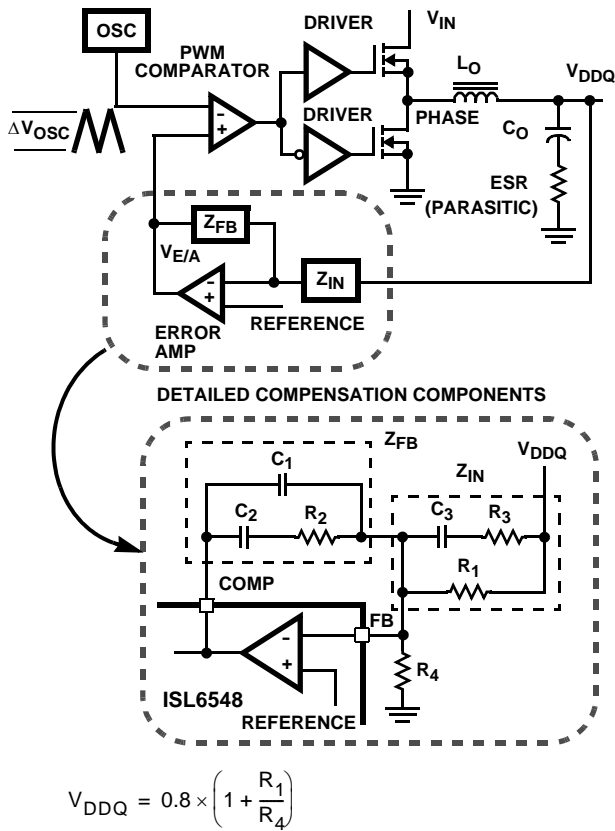 OSC
DRIVER
V_IN
PWM
COMPARATOR
L_O
V_DDQ
-
+
DRIVER
ΔV_OSC
PHASE
C_O
ESR
(PARASITIC)
Z_FB
V_E/A
Z_IN
-
+
REFERENCE
ERROR
AMP
DETAILED COMPENSATION COMPONENTS
Z_FB
V_DDQ
C_1
Z_IN
C_2
R_2
C_3
R_3
R_1
COMP
FB
-
+
R_4
ISL6548
REFERENCE
V_DDQ = 0.8 × (1 + R_1/R_4)